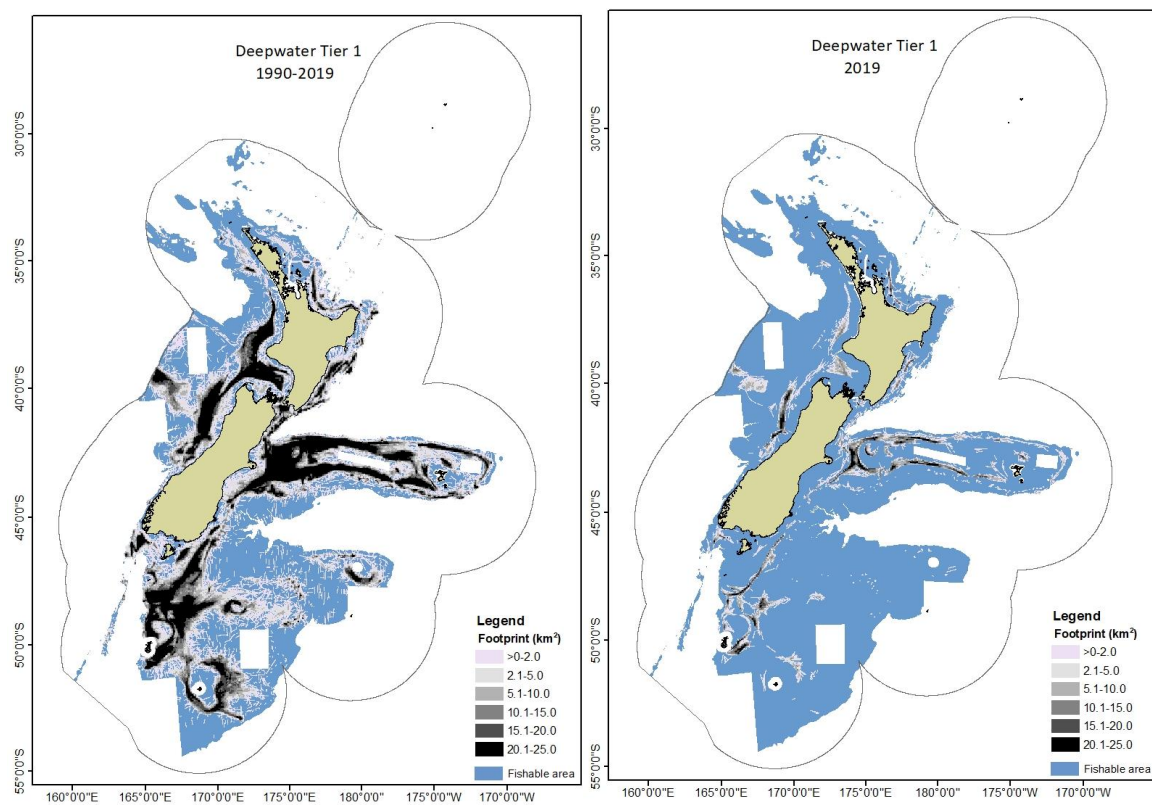 Deepwater Tier 1
1990-2019
30°0'0"S
35°0'0"S
40°0'0"S
45°0'0"S
50°0'0"S
55°0'0"S
Legend
Footprint (km²)
>0-2.0
2.1-5.0
5.1-10.0
10.1-15.0
15.1-20.0
20.1-25.0
Fishable area
160°0'0"E
165°0'0"E
170°0'0"E
175°0'0"E
180°0'0"
175°0'0"W
170°0'0"W
Deepwater Tier 1
2019
30°0'0"S
35°0'0"S
40°0'0"S
45°0'0"S
50°0'0"S
55°0'0"S
Legend
Footprint (km²)
>0-2.0
2.1-5.0
5.1-10.0
10.1-15.0
15.1-20.0
20.1-25.0
Fishable area
160°0'0"E
165°0'0"E
170°0'0"E
175°0'0"E
180°0'0"
175°0'0"W
170°0'0"W